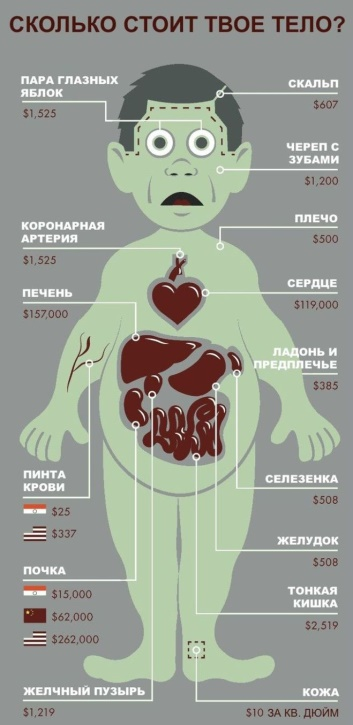 СКОЛЬКО СТОИТ ТВОЕ ТЕЛО?
ПАРА ГЛАЗНЫХ
ЯБЛОК
$1,525
СКАЛЬП
$607
ЧЕРЕП С
ЗУБАМИ
$1,200
ПЛЕЧО
$500
КОРОНАРНАЯ
АРТЕРИЯ
$1,525
СЕРДЦЕ
$119,000
ПЕЧЕНЬ
$157,000
ЛАДОНЬ И
ПРЕДПЛЕЧЬЕ
$385
ПИНТА
КРОВИ
$25
$337
СЕЛЕЗЕНКА
$508
ЖЕЛУДОК
$508
ПОЧКА
$15,000
$62,000
$262,000
ТОНКАЯ
КИШКА
$2,519
ЖЕЛЧНЫЙ ПУЗЫРЬ
$1,219
КОЖА
$10 ЗА КВ. ДЮЙМ